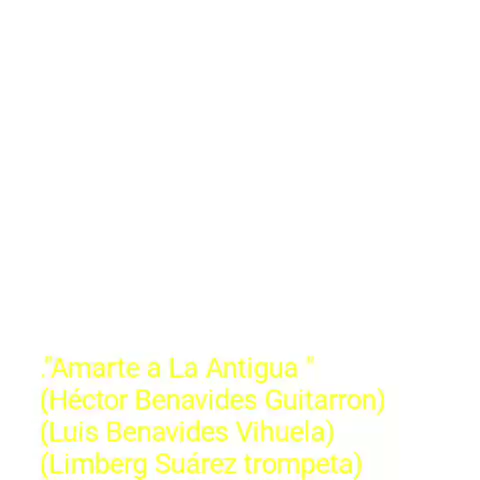 ."Amarte a La Antigua "
(Héctor Benavides Guitarron)
(Luis Benavides Vihuela)
(Limberg Suárez trompeta)